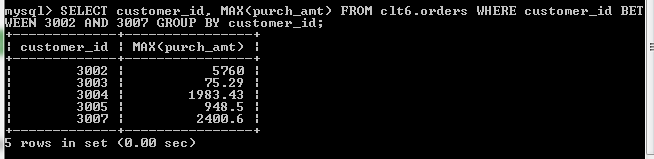 mysql> SELECT customer_id, MAX(purch_amt) FROM clt6.orders WHERE customer_id BET
WEEN 3002 AND 3007 GROUP BY customer_id;
+-------------+----------------+
| customer_id | MAX(purch_amt) |
+-------------+----------------+
|        3002 |           5760 |
|        3003 |          75.29 |
|        3004 |        1983.43 |
|        3005 |          948.5 |
|        3007 |         2400.6 |
+-------------+----------------+
5 rows in set (0.00 sec)